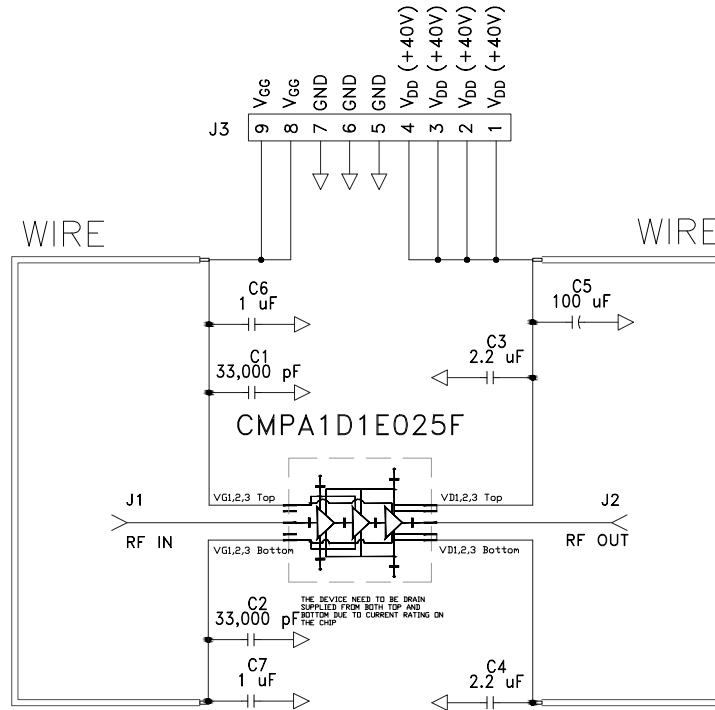 VGG
VGG
GND
GND
GND
VDD (+40V)
VDD (+40V)
VDD (+40V)
VDD (+40V)
J3
9
8
7
6
5
4
3
2
1
WIRE
WIRE
C6
1 uF
C5
100 uF
C1
33,000 pF
C3
2.2 uF
CMPA1D1E025F
VG1,2,3 Top
VD1,2,3 Top
J1
RF IN
J2
RF OUT
VG1,2,3 Bottom
VD1,2,3 Bottom
THE DEVICE NEED TO BE DRAIN
SUPPLIED FROM BOTH TOP AND
BOTTOM DUE TO CURRENT RATING ON
THE CHIP
C2
33,000 pF
C7
1 uF
C4
2.2 uF